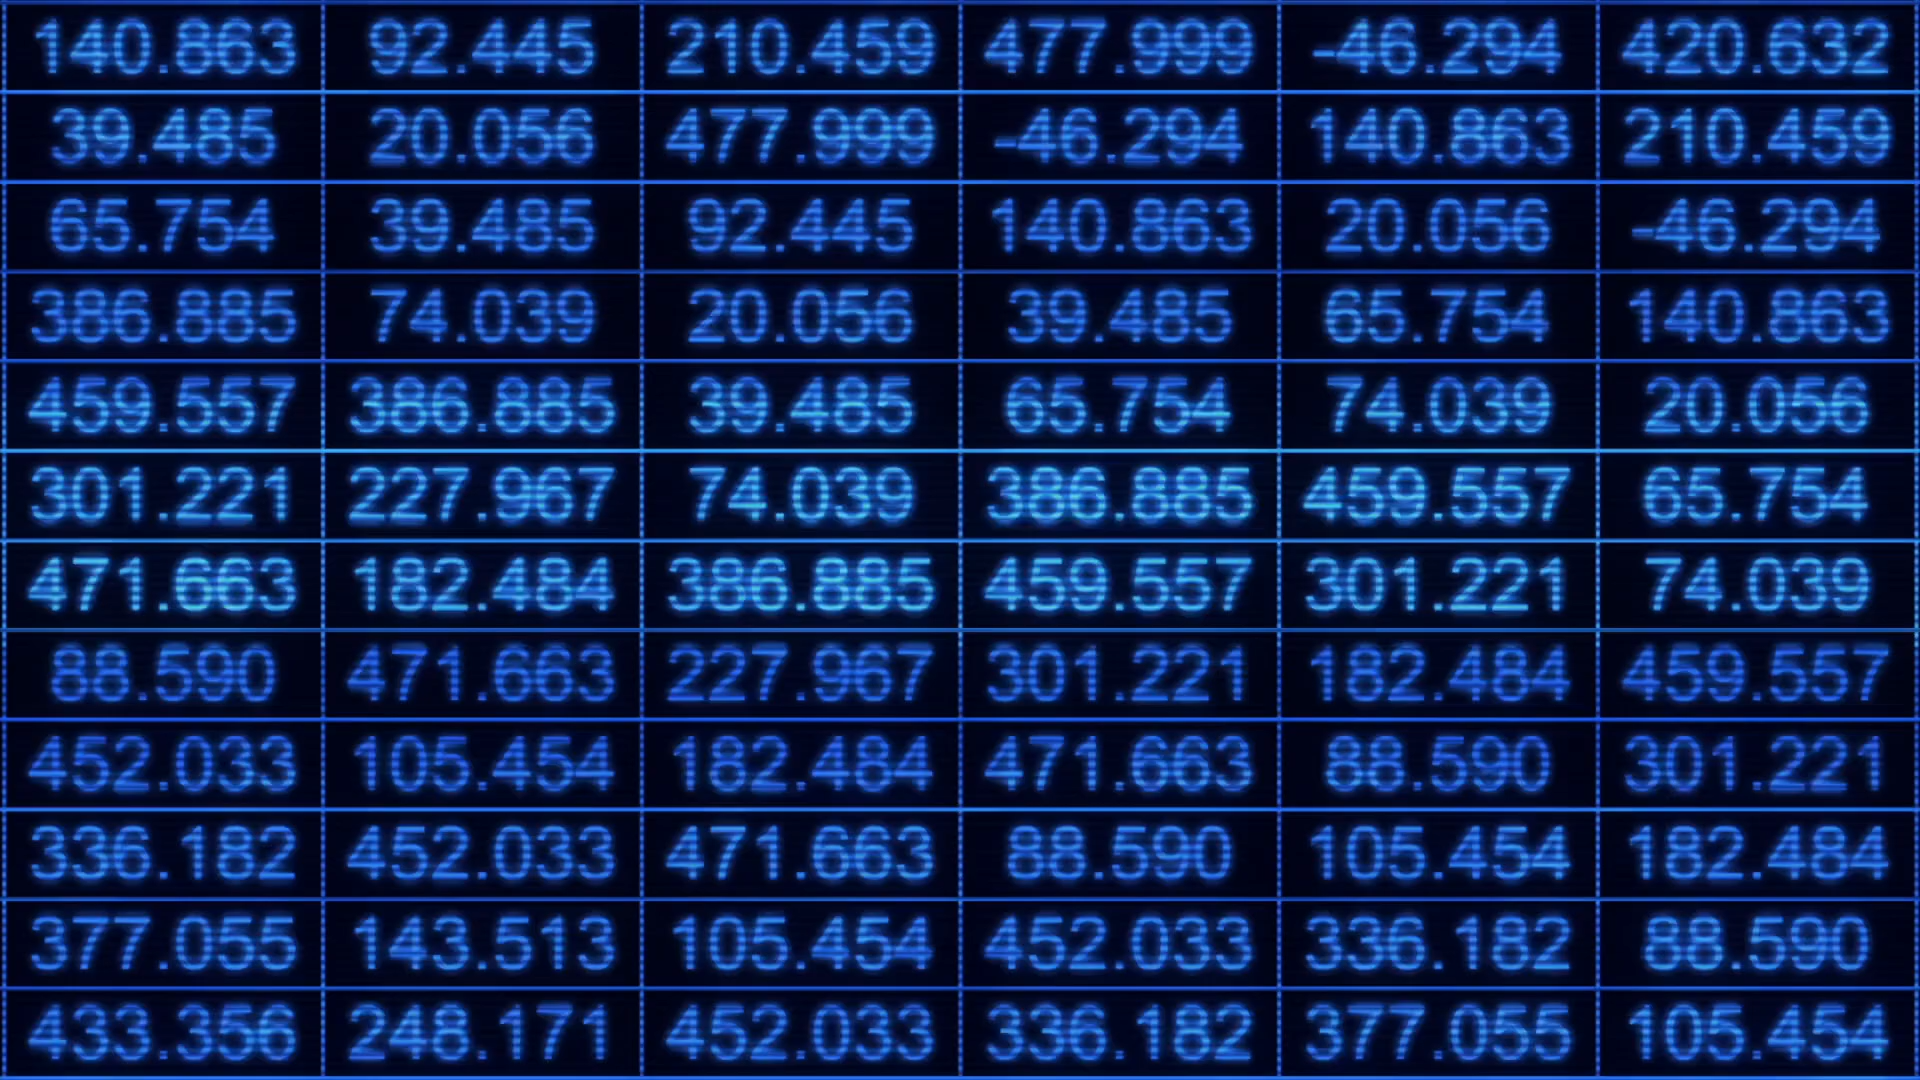 140.863 92.445 210.459 477.999 -46.294 420.632
39.485 20.056 477.999 -46.294 140.863 210.459
65.754 39.485 92.445 140.863 20.056 -46.294
386.885 74.039 20.056 39.485 65.754 140.863
459.557 386.885 39.485 65.754 74.039 20.056
301.221 227.967 74.039 386.885 459.557 65.754
471.663 182.484 386.885 459.557 301.221 74.039
88.590 471.663 227.967 301.221 182.484 459.557
452.033 105.454 182.484 471.663 88.590 301.221
336.182 452.033 471.663 88.590 105.454 182.484
377.055 143.513 105.454 452.033 336.182 88.590
433.356 248.171 452.033 336.182 377.055 105.454